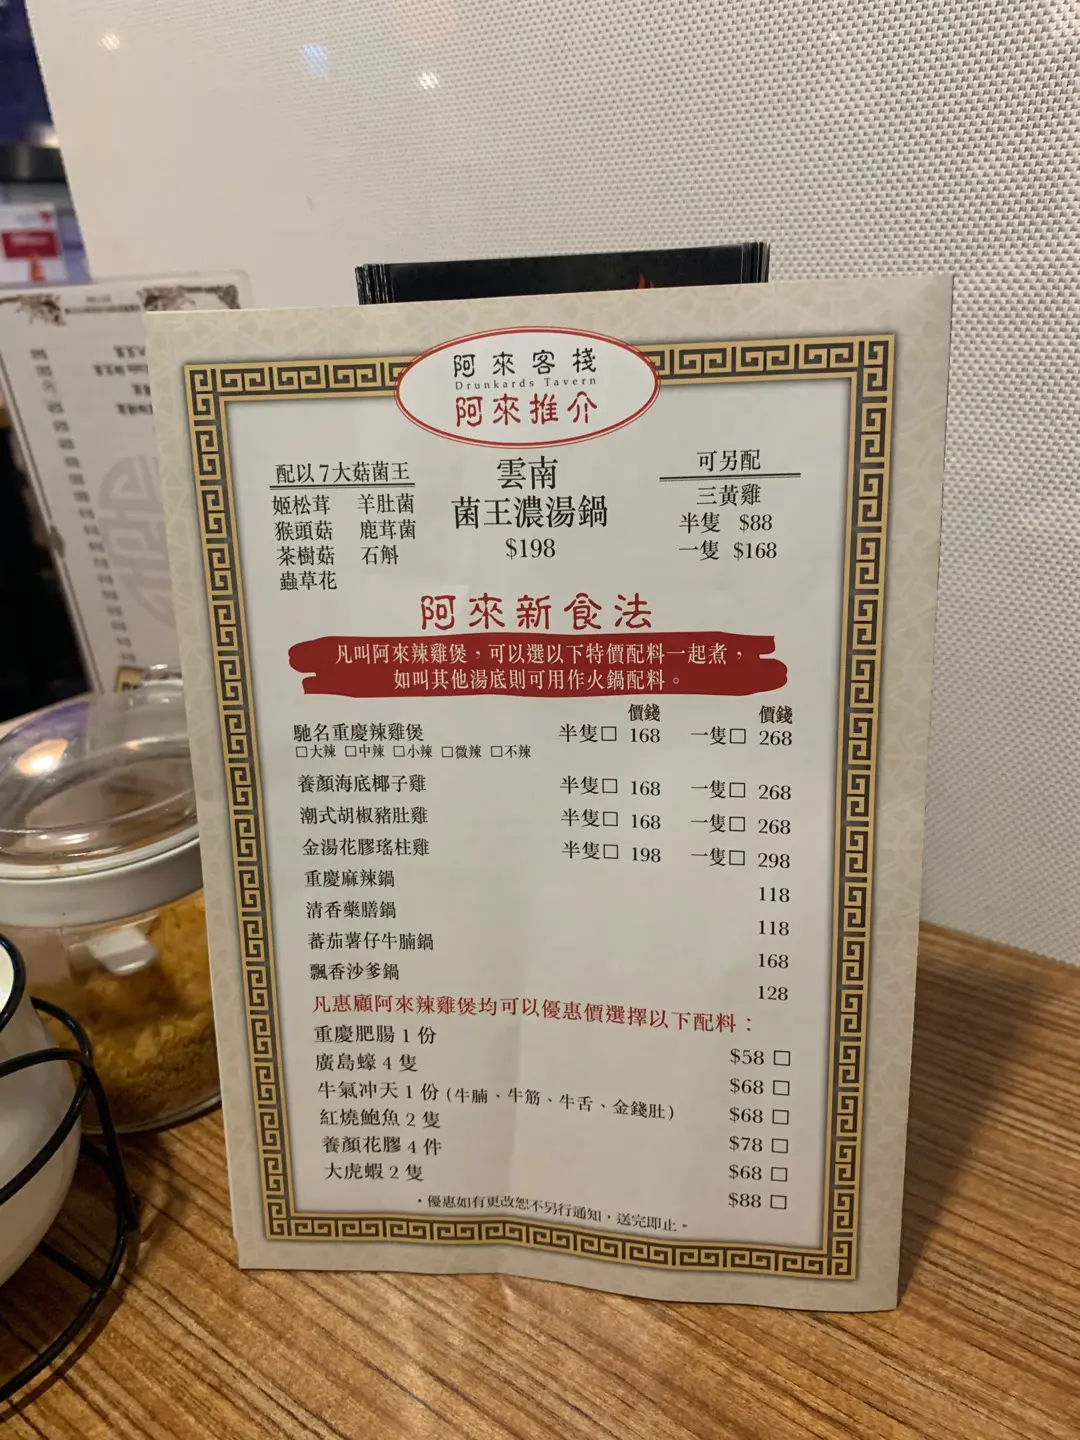 阿來客棧
Drunkards Tavern
阿來推介
配以7大菇菌王
姬松茸 羊肚菌
猴頭菇 鹿茸菌
茶樹菇 石斛
蟲草花
雲南
菌王濃湯鍋
$198
可另配
三黃雞
半隻 $88
一隻 $168
阿來新食法
凡叫阿來辣雞煲，可以選以下特價配料一起煮，
如叫其他湯底則可用作火鍋配料。
價錢 價錢
馳名重慶辣雞煲 半隻□ 168 一隻□ 268
□大辣 □中辣 □小辣 □微辣 □不辣
養顏海底椰子雞 半隻□ 168 一隻□ 268
潮式胡椒豬肚雞 半隻□ 168 一隻□ 268
金湯花膠瑤柱雞 半隻□ 198 一隻□ 298
重慶麻辣鍋 118
清香藥膳鍋 118
蕃茄薯仔牛腩鍋 168
飄香沙爹鍋 128
凡惠顧阿來辣雞煲均可以優惠價選擇以下配料：
重慶肥腸1份 $58 □
廣島蠔4隻 $68 □
牛氣冲天1份 (牛腩、牛筋、牛舌、金錢肚) $68 □
紅燒鮑魚2隻 $78 □
養顏花膠4件 $68 □
大虎蝦2隻 $88 □
•優惠如有更改恕不另行通知，送完即止。